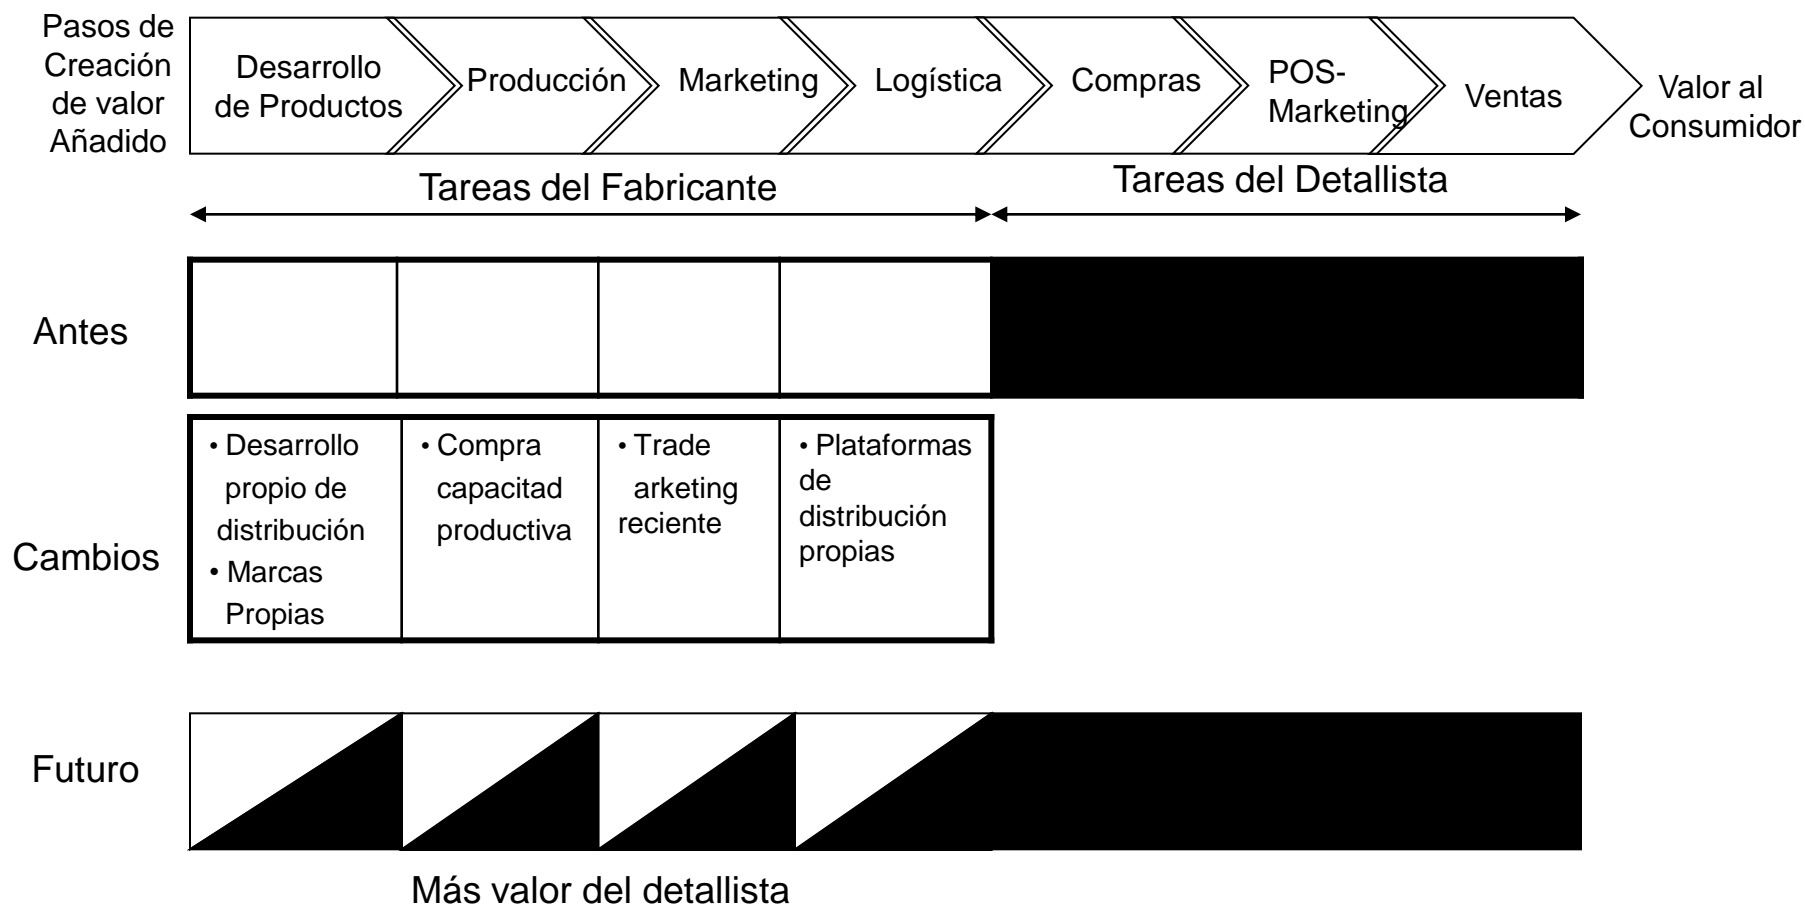 Pasos de
Creación
de valor
Añadido
Desarrollo
de Productos
Producción
Marketing
Logística
Compras
POS-
Marketing
Ventas
Valor al
Consumidor
Tareas del Fabricante
Tareas del Detallista
Antes
Cambios
• Desarrollo
propio de
distribución
• Marcas
Propias
• Compra
capacitad
productiva
• Trade
arketing
reciente
• Plataformas
de
distribución
propias
Futuro
Más valor del detallista